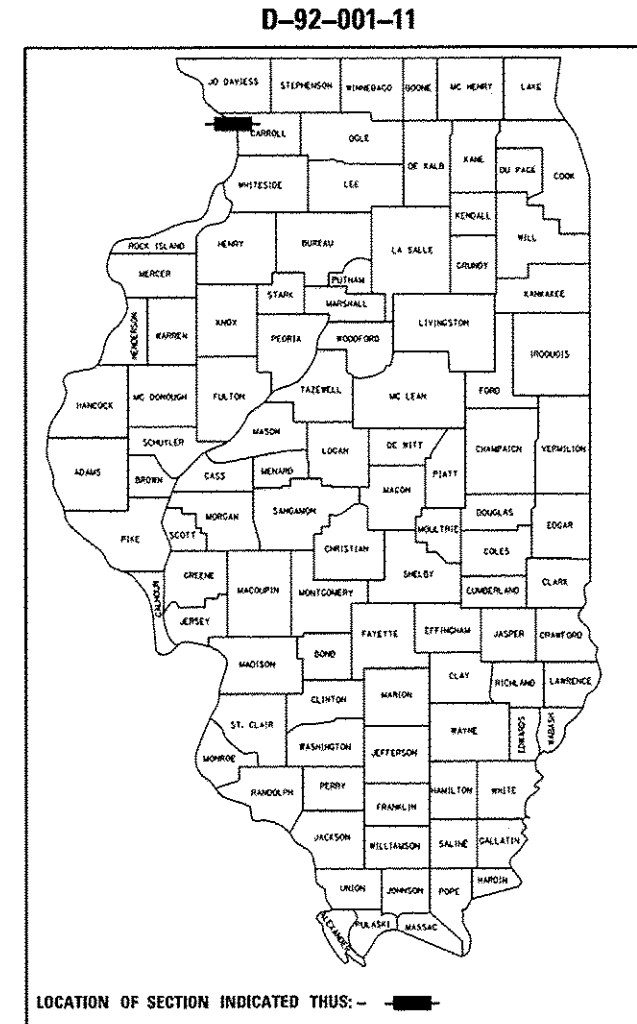 D-92-001-11
JO DAVIESS STEPHENSON WINNEBAGO BOONE MC HENRY LAKE
CARROLL OGLE DE KALB KANE DU PAGE COOK
WHITESIDE LEE
KENDALL WILL
ROCK ISLAND HENRY BUREAU LA SALLE GRUNDY
MERCER PUTNAM KANKAKEE
STARK MARSHALL
HENDERSON WARREN KNOX PEORIA WOODFORD LIVINGSTON IROQUOIS
HANCOCK MC DONOUGH FULTON TAZEWELL MC LEAN FORD
MASON
SCHUYLER LOGAN DE WITT CHAMPAIGN VERMILION
ADAMS BROWN CASS MENARD PIATT
MACON
PIKE SCOTT MORGAN SANGAMON MOULTRIE DOUGLAS EDGAR
CHRISTIAN COLES
CALHOUN GREENE MACOUPIN MONTGOMERY SHELBY CUMBERLAND CLARK
JERSEY
FAYETTE EFFINGHAM JASPER CRAWFORD
MADISON BOND
CLAY RICHLAND LAWRENCE
CLINTON MARION
ST. CLAIR WAYNE EDWARDS WABASH
MONROE WASHINGTON JEFFERSON
RANDOLPH PERRY HAMILTON WHITE
FRANKLIN
JACKSON WILLIAMSON SALINE GALLATIN
UNION JOHNSON POPE HARDIN
ALEXANDER PULASKI MASSAC
LOCATION OF SECTION INDICATED THUS: -